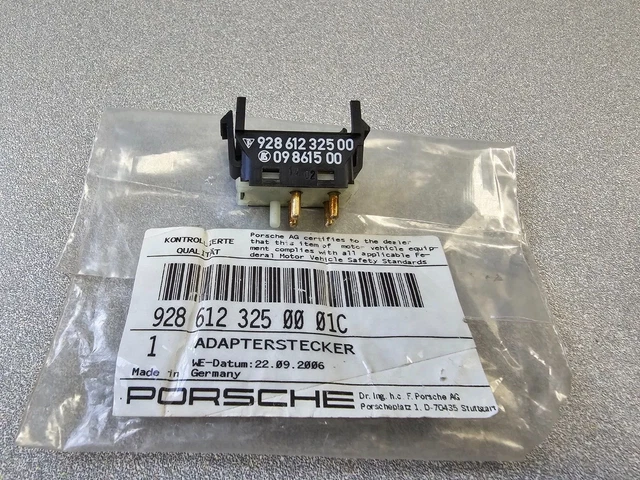 928 612 325 00
09 8615 00
2
KONTROLLIERTE
QUALITÄT
Porsche AG certifies to the dealer
that this item of motor vehicle equip-
ment complies with all applicable Fe-
deral Motor Vehicle Safety Standards
928 612 325 00 01C
1 ADAPTERSTECKER
WE-Datum:22.09.2006
Made in Germany
PORSCHE
Dr. Ing. h.c. F. Porsche AG
Porscheplatz 1, D-70435 Stuttgart